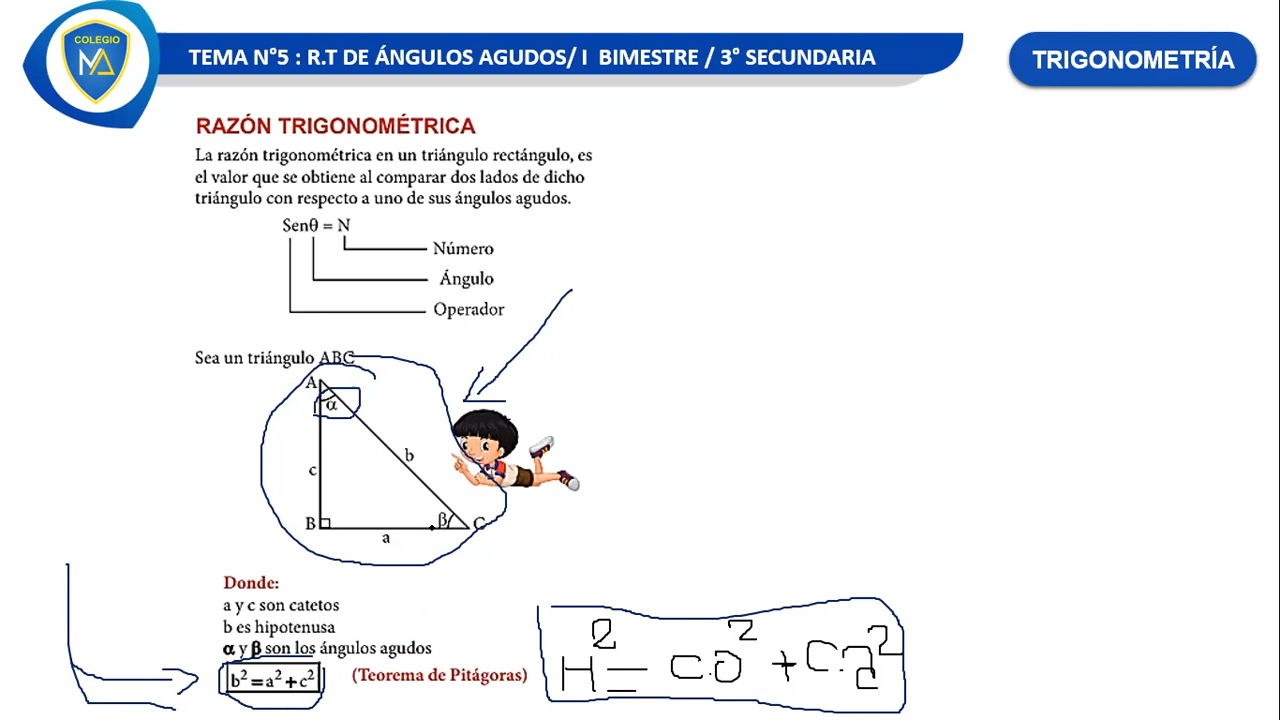 COLEGIO
MA
TEMA N°5 : R.T DE ÁNGULOS AGUDOS/ I BIMESTRE / 3° SECUNDARIA
TRIGONOMETRÍA
RAZÓN TRIGONOMÉTRICA
La razón trigonométrica en un triángulo rectángulo, es
el valor que se obtiene al comparar dos lados de dicho
triángulo con respecto a uno de sus ángulos agudos.
Senθ = N
Número
Ángulo
Operador
Sea un triángulo ABC
A
α
b
c
B
β
C
a
Donde:
a y c son catetos
b es hipotenusa
α y β son los ángulos agudos
b² = a² + c² (Teorema de Pitágoras)
H² = C.O² + C.a²